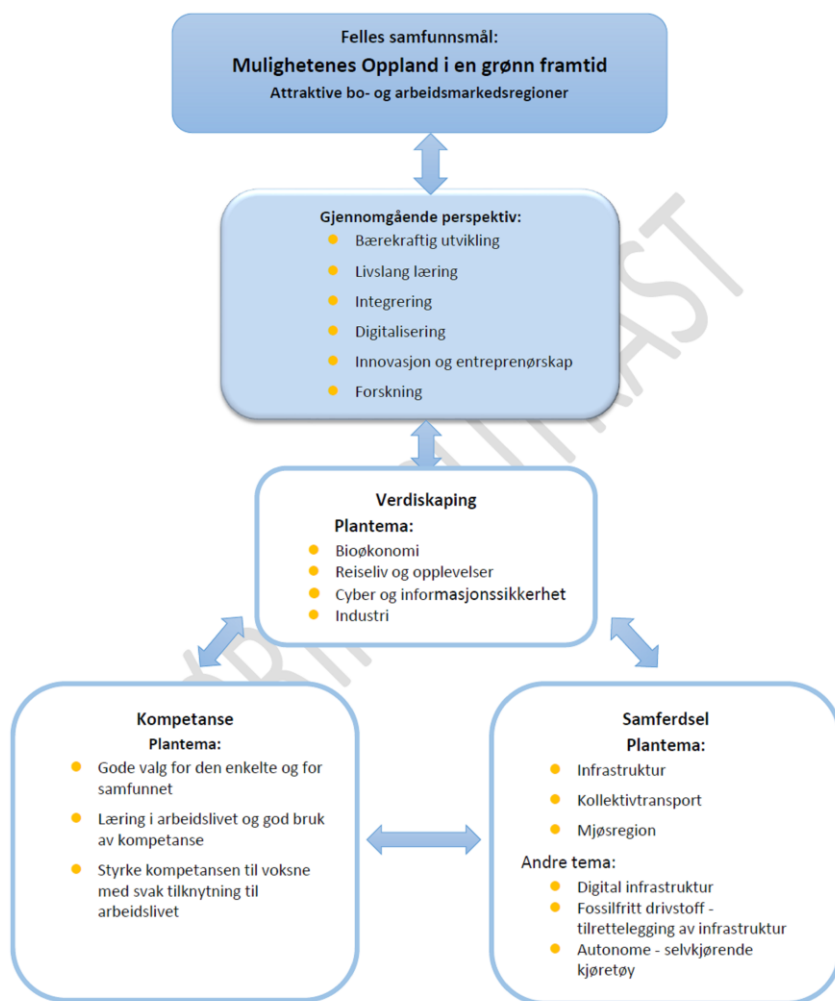 Felles samfunnsmål:
Mulighetenes Oppland i en grønn framtid
Attraktive bo- og arbeidsmarkedsregioner
Gjennomgående perspektiv:
Bærekraftig utvikling
Livslang læring
Integrering
Digitalisering
Innovasjon og entreprenørskap
Forskning
Verdiskaping
Plantema:
Bioøkonomi
Reiseliv og opplevelser
Cyber og informasjonssikkerhet
Industri
Kompetanse
Plantema:
Gode valg for den enkelte og for
samfunnet
Læring i arbeidslivet og god bruk
av kompetanse
Styrke kompetansen til voksne
med svak tilknytning til
arbeidslivet
Samferdsel
Plantema:
Infrastruktur
Kollektivtransport
Mjøsregion
Andre tema:
Digital infrastruktur
Fossilfritt drivstoff -
tilrettelegging av infrastruktur
Autonome - selvkjørende
kjøretøy